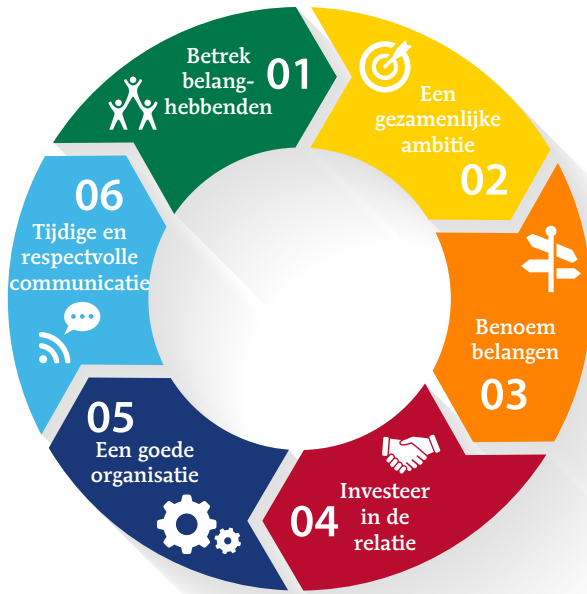 01
Betrek
belang-
hebbenden
Een
gezamenlijke
ambitie
02
Benoem
belangen
03
04
Investeer
in de
relatie
05
Een goede
organisatie
06
Tijdige en
respectvolle
communicatie